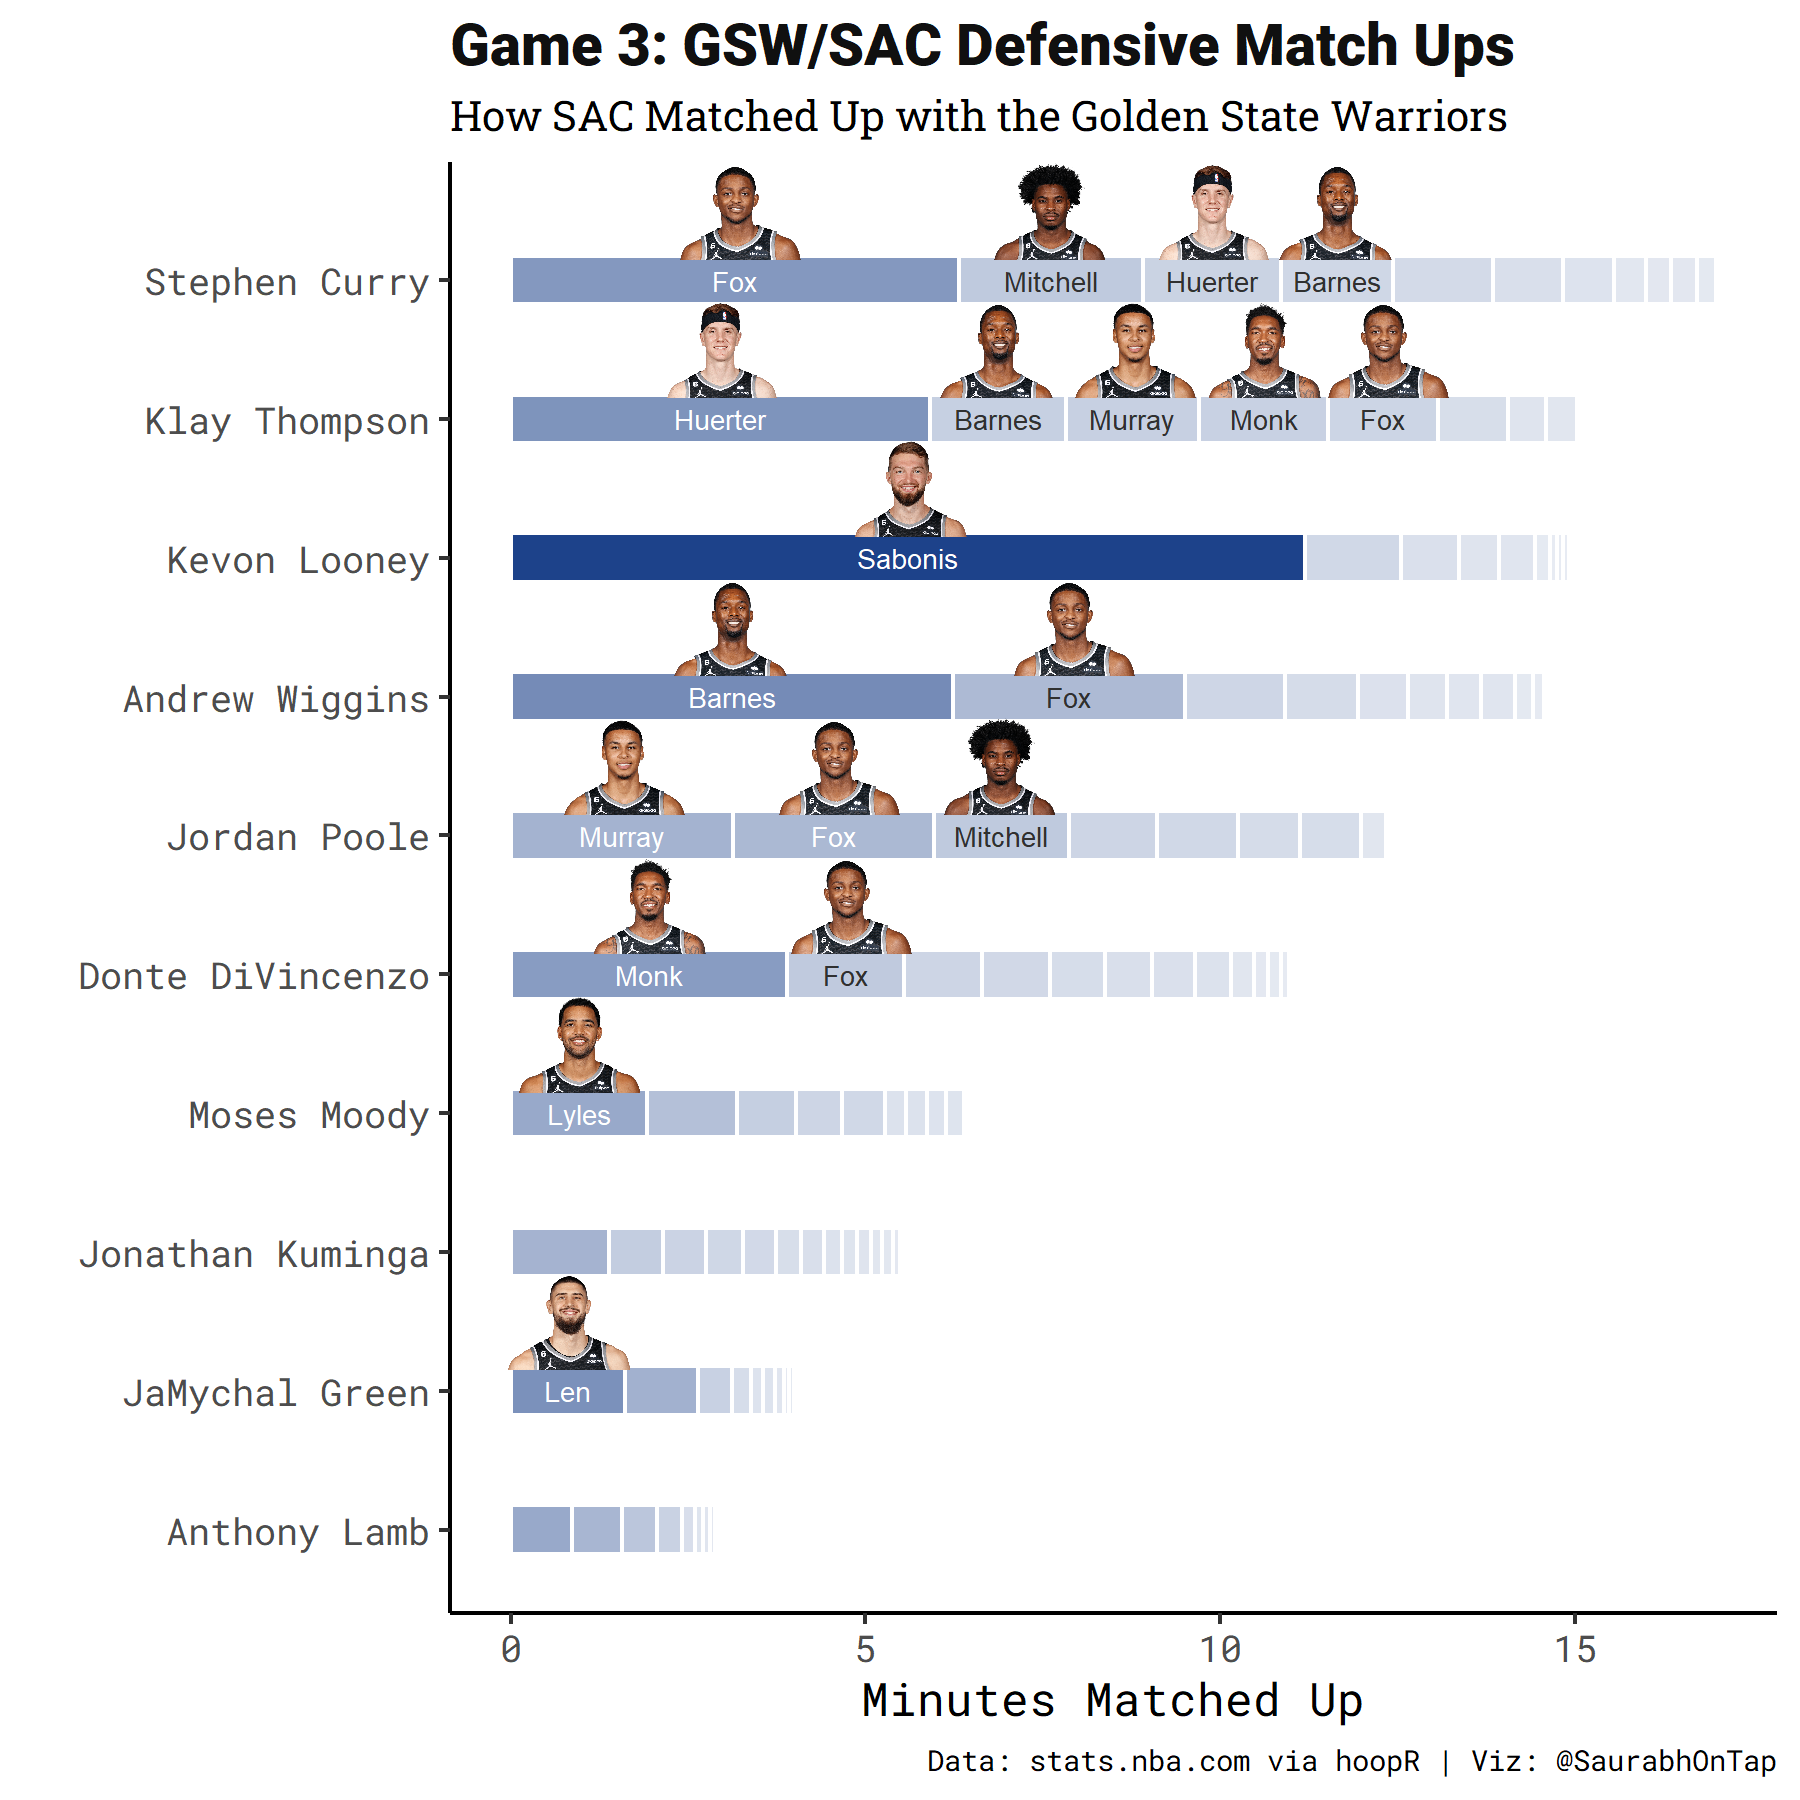 Game 3: GSW/SAC Defensive Match Ups
How SAC Matched Up with the Golden State Warriors
Stephen Curry
Fox
Mitchell
Huerter
Barnes
Klay Thompson
Huerter
Barnes
Murray
Monk
Fox
Kevon Looney
Sabonis
Andrew Wiggins
Barnes
Fox
Jordan Poole
Murray
Fox
Mitchell
Donte DiVincenzo
Monk
Fox
Moses Moody
Lyles
Jonathan Kuminga
JaMychal Green
Len
Anthony Lamb
0 5 10 15
Minutes Matched Up
Data: stats.nba.com via hoopR | Viz: @SaurabhOnTap